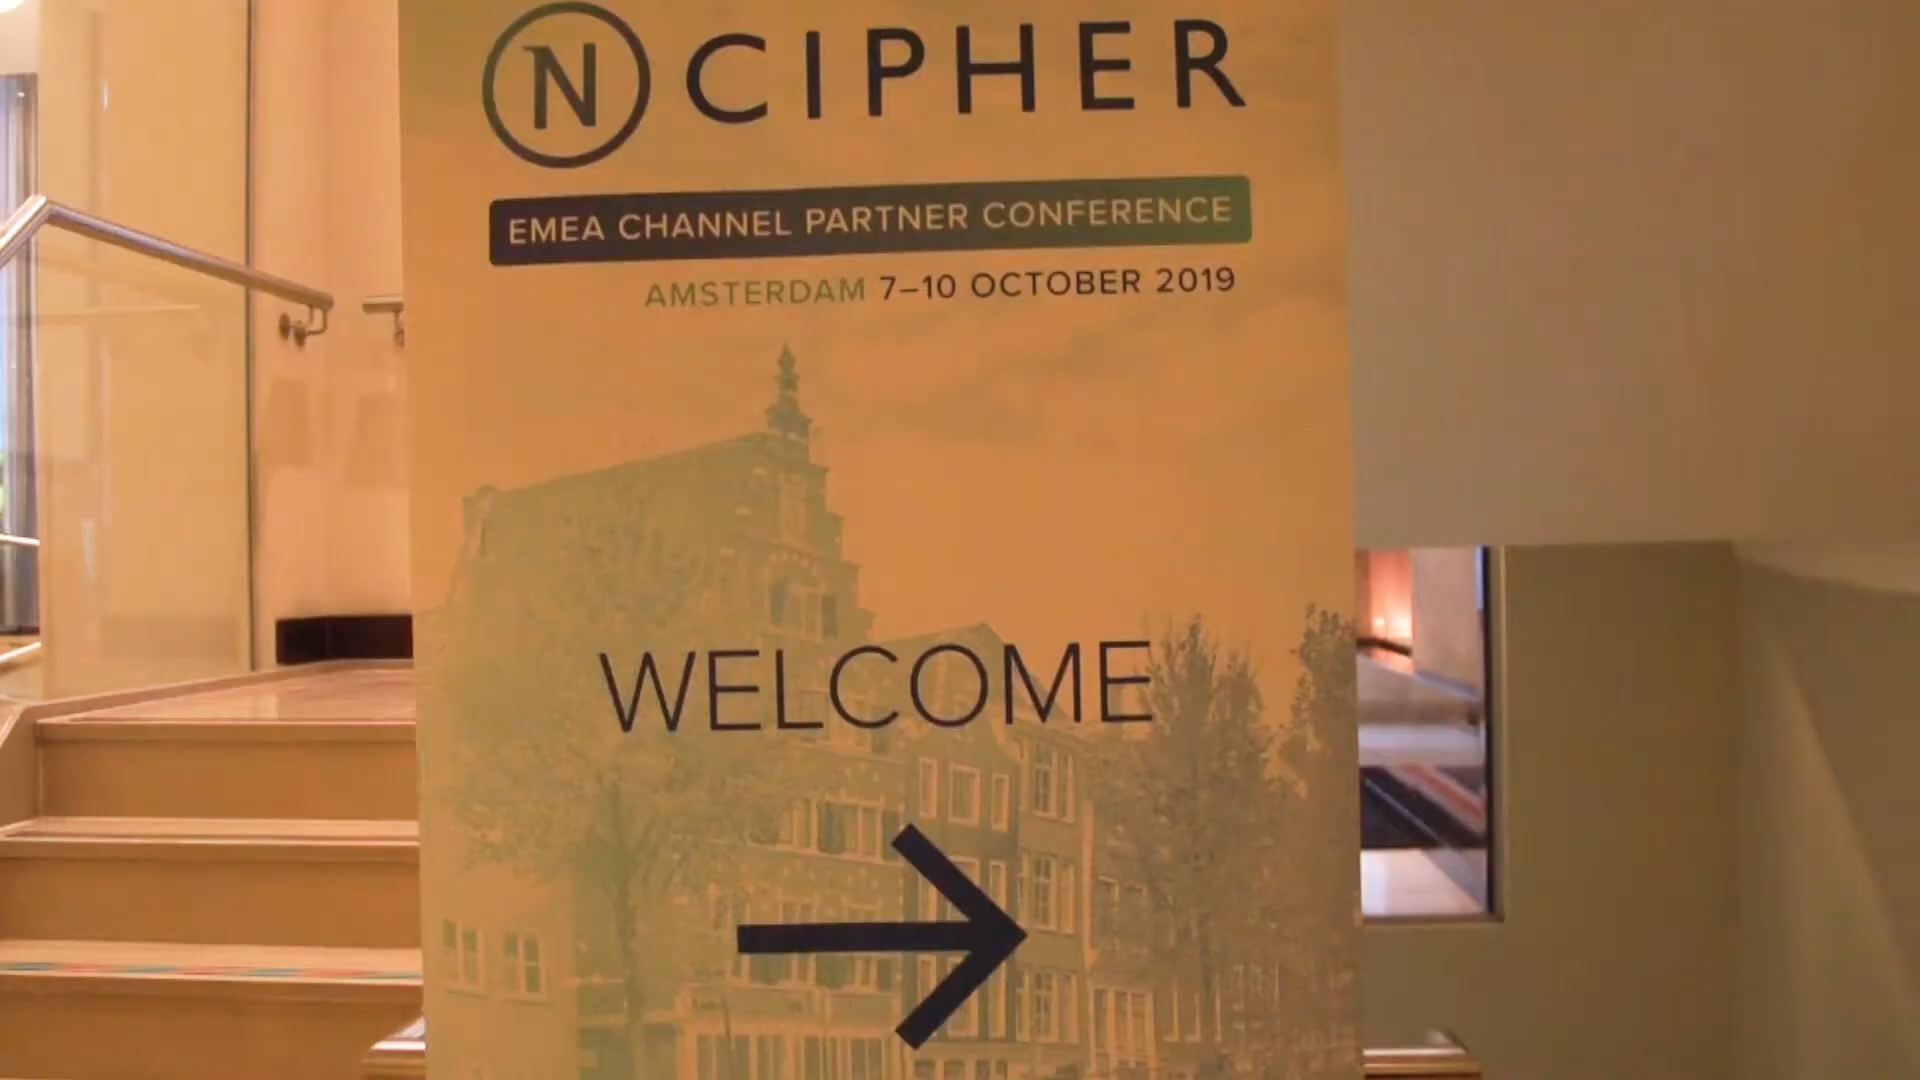 N CIPHER
EMEA CHANNEL PARTNER CONFERENCE
AMSTERDAM 7–10 OCTOBER 2019
WELCOME